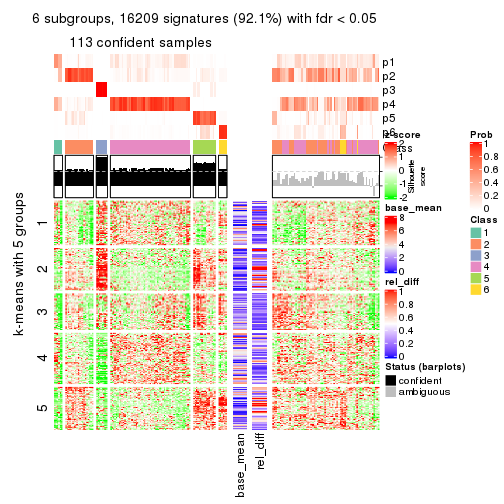 6 subgroups, 16209 signatures (92.1%) with fdr < 0.05
113 confident samples
p1
p2
p3
p4
p5
p6
Class
Silhouette
score
k-means with 5 groups
1
2
3
4
5
base_mean
rel_diff
z-score
2
1
0
-1
-2
base_mean
8
6
4
2
0
rel_diff
1
0.8
0.6
0.4
0.2
0
Status (barplots)
confident
ambiguous
Prob
1
0.8
0.6
0.4
0.2
0
Class
1
2
3
4
5
6